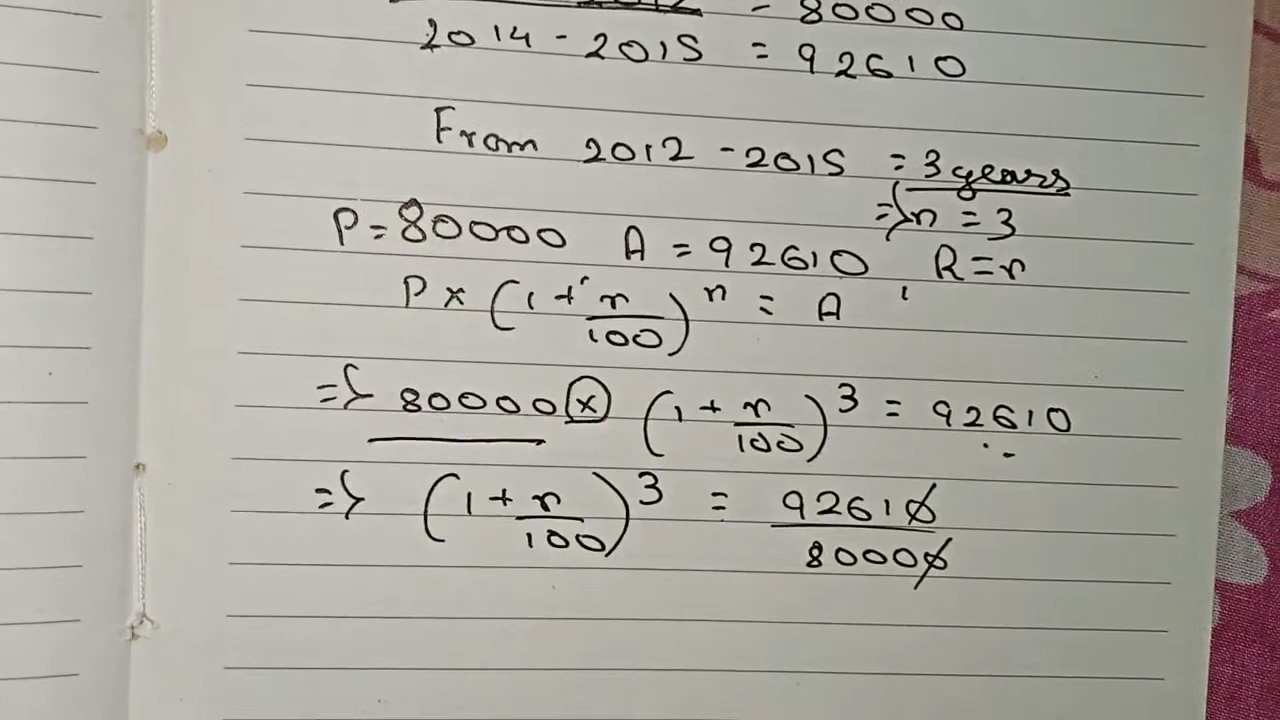 = 80000
2014 - 2015 = 92610
From 2012 - 2015 = 3 years
=> n = 3
P = 80000 A = 92610 R = r
P × (1 + r/100)^n = A
=> 80000 × (1 + r/100)^3 = 92610
=> (1 + r/100)^3 = 92610/80000